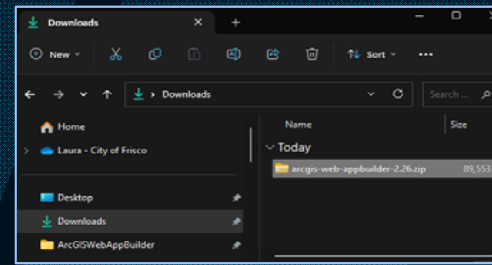 Downloads
New
Sort
Downloads
Search ...
Home
Name
Size
Laura - City of Frisco
Today
arcgis-web-appbuilder-2.26.zip
89,553
Desktop
Downloads
ArcGISWebAppBuilder